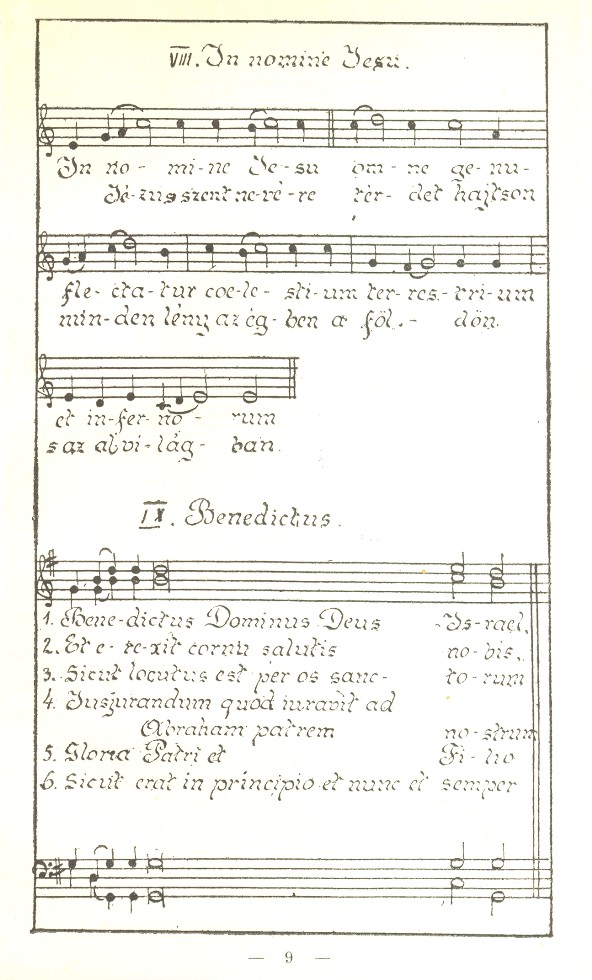 VIII. In nomine Jesu.
In no- mi- ne Je- su om- ne ge- nu-
Jé-zus szent ne-vé-re tér- det hajtson
fle- cta- tur coe-le- sti-um ter-res- tri-um
min-den lény az ég-ben a föl- dön.
et in-fer- no- rum
s az alvi-lág- ban.
IX. Benedictus.
1. Bene-dictus Dominus Deus Is-rael.
2. Et e-re-xit cornu salutis no-bis.
3. Sicut locutus est per os sanc- to-rum
4. Jusjurandum quod iuravit ad
Abraham patrem no-strum
5. Gloria Patri et Fi-lio
6. Sicut erat in principio et nunc et semper
— 9 —